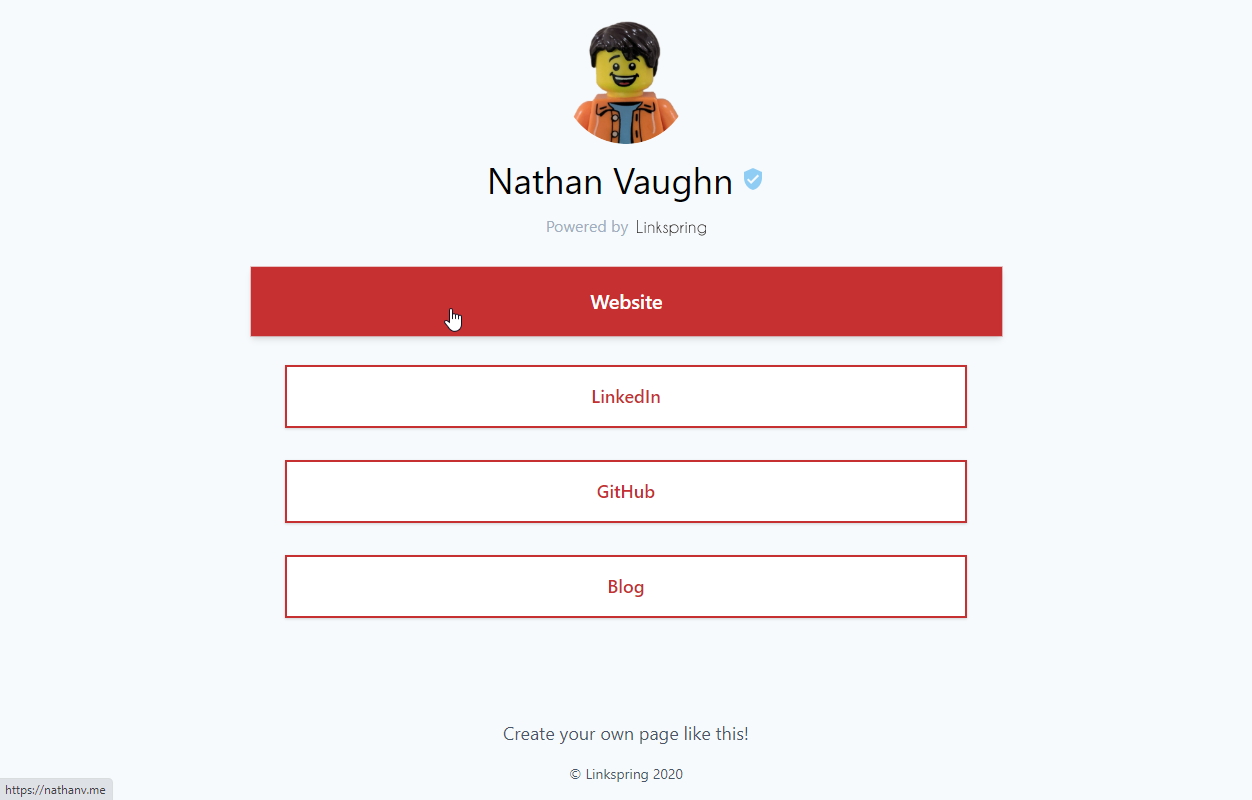 Nathan Vaughn
Powered by Linkspring
Website
LinkedIn
GitHub
Blog
Create your own page like this!
© Linkspring 2020
https://nathanv.me